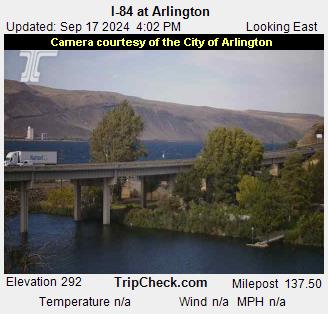 I-84 at Arlington
Updated: Sep 17 2024 4:02 PM Looking East
Camera courtesy of the City of Arlington
Elevation 292 TripCheck.com Milepost 137.50
Temperature n/a Wind n/a MPH n/a